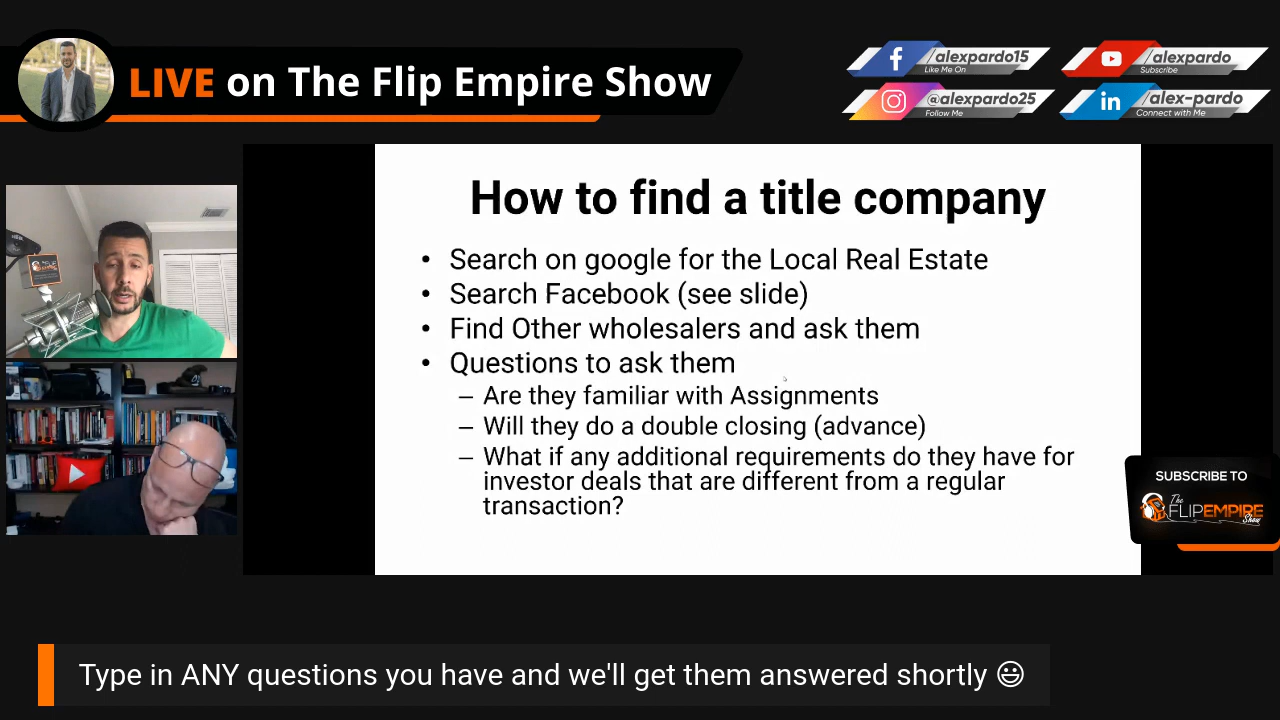 LIVE on The Flip Empire Show
/alexpardo15
Like Me On
/alexpardo
Subscribe
@alexpardo25
Follow Me
/alex-pardo
Connect with Me
How to find a title company
• Search on google for the Local Real Estate
• Search Facebook (see slide)
• Find Other wholesalers and ask them
• Questions to ask them
– Are they familiar with Assignments
– Will they do a double closing (advance)
– What if any additional requirements do they have for
investor deals that are different from a regular
transaction?
SUBSCRIBE TO
The
FLIPEMPIRE
Show
Type in ANY questions you have and we'll get them answered shortly 😃